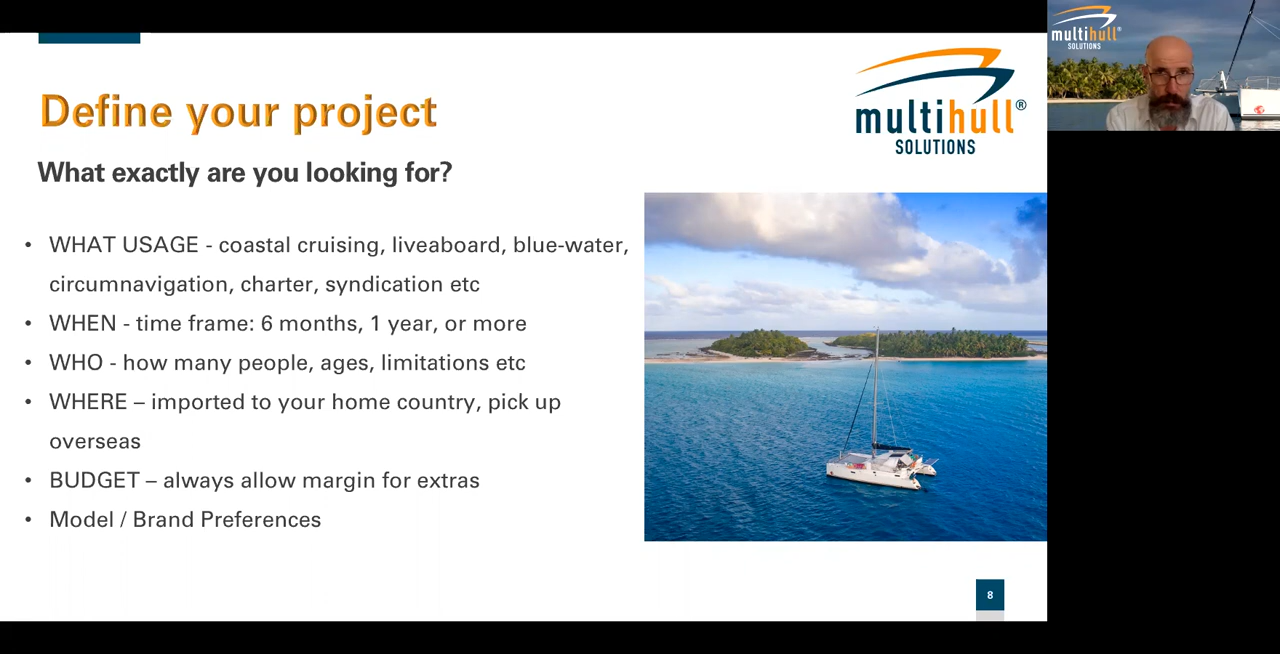 Define your project
What exactly are you looking for?
• WHAT USAGE - coastal cruising, liveaboard, blue-water,
circumnavigation, charter, syndication etc
• WHEN - time frame: 6 months, 1 year, or more
• WHO - how many people, ages, limitations etc
• WHERE – imported to your home country, pick up
overseas
• BUDGET – always allow margin for extras
• Model / Brand Preferences
multihull®
SOLUTIONS
8
multihull®
SOLUTIONS